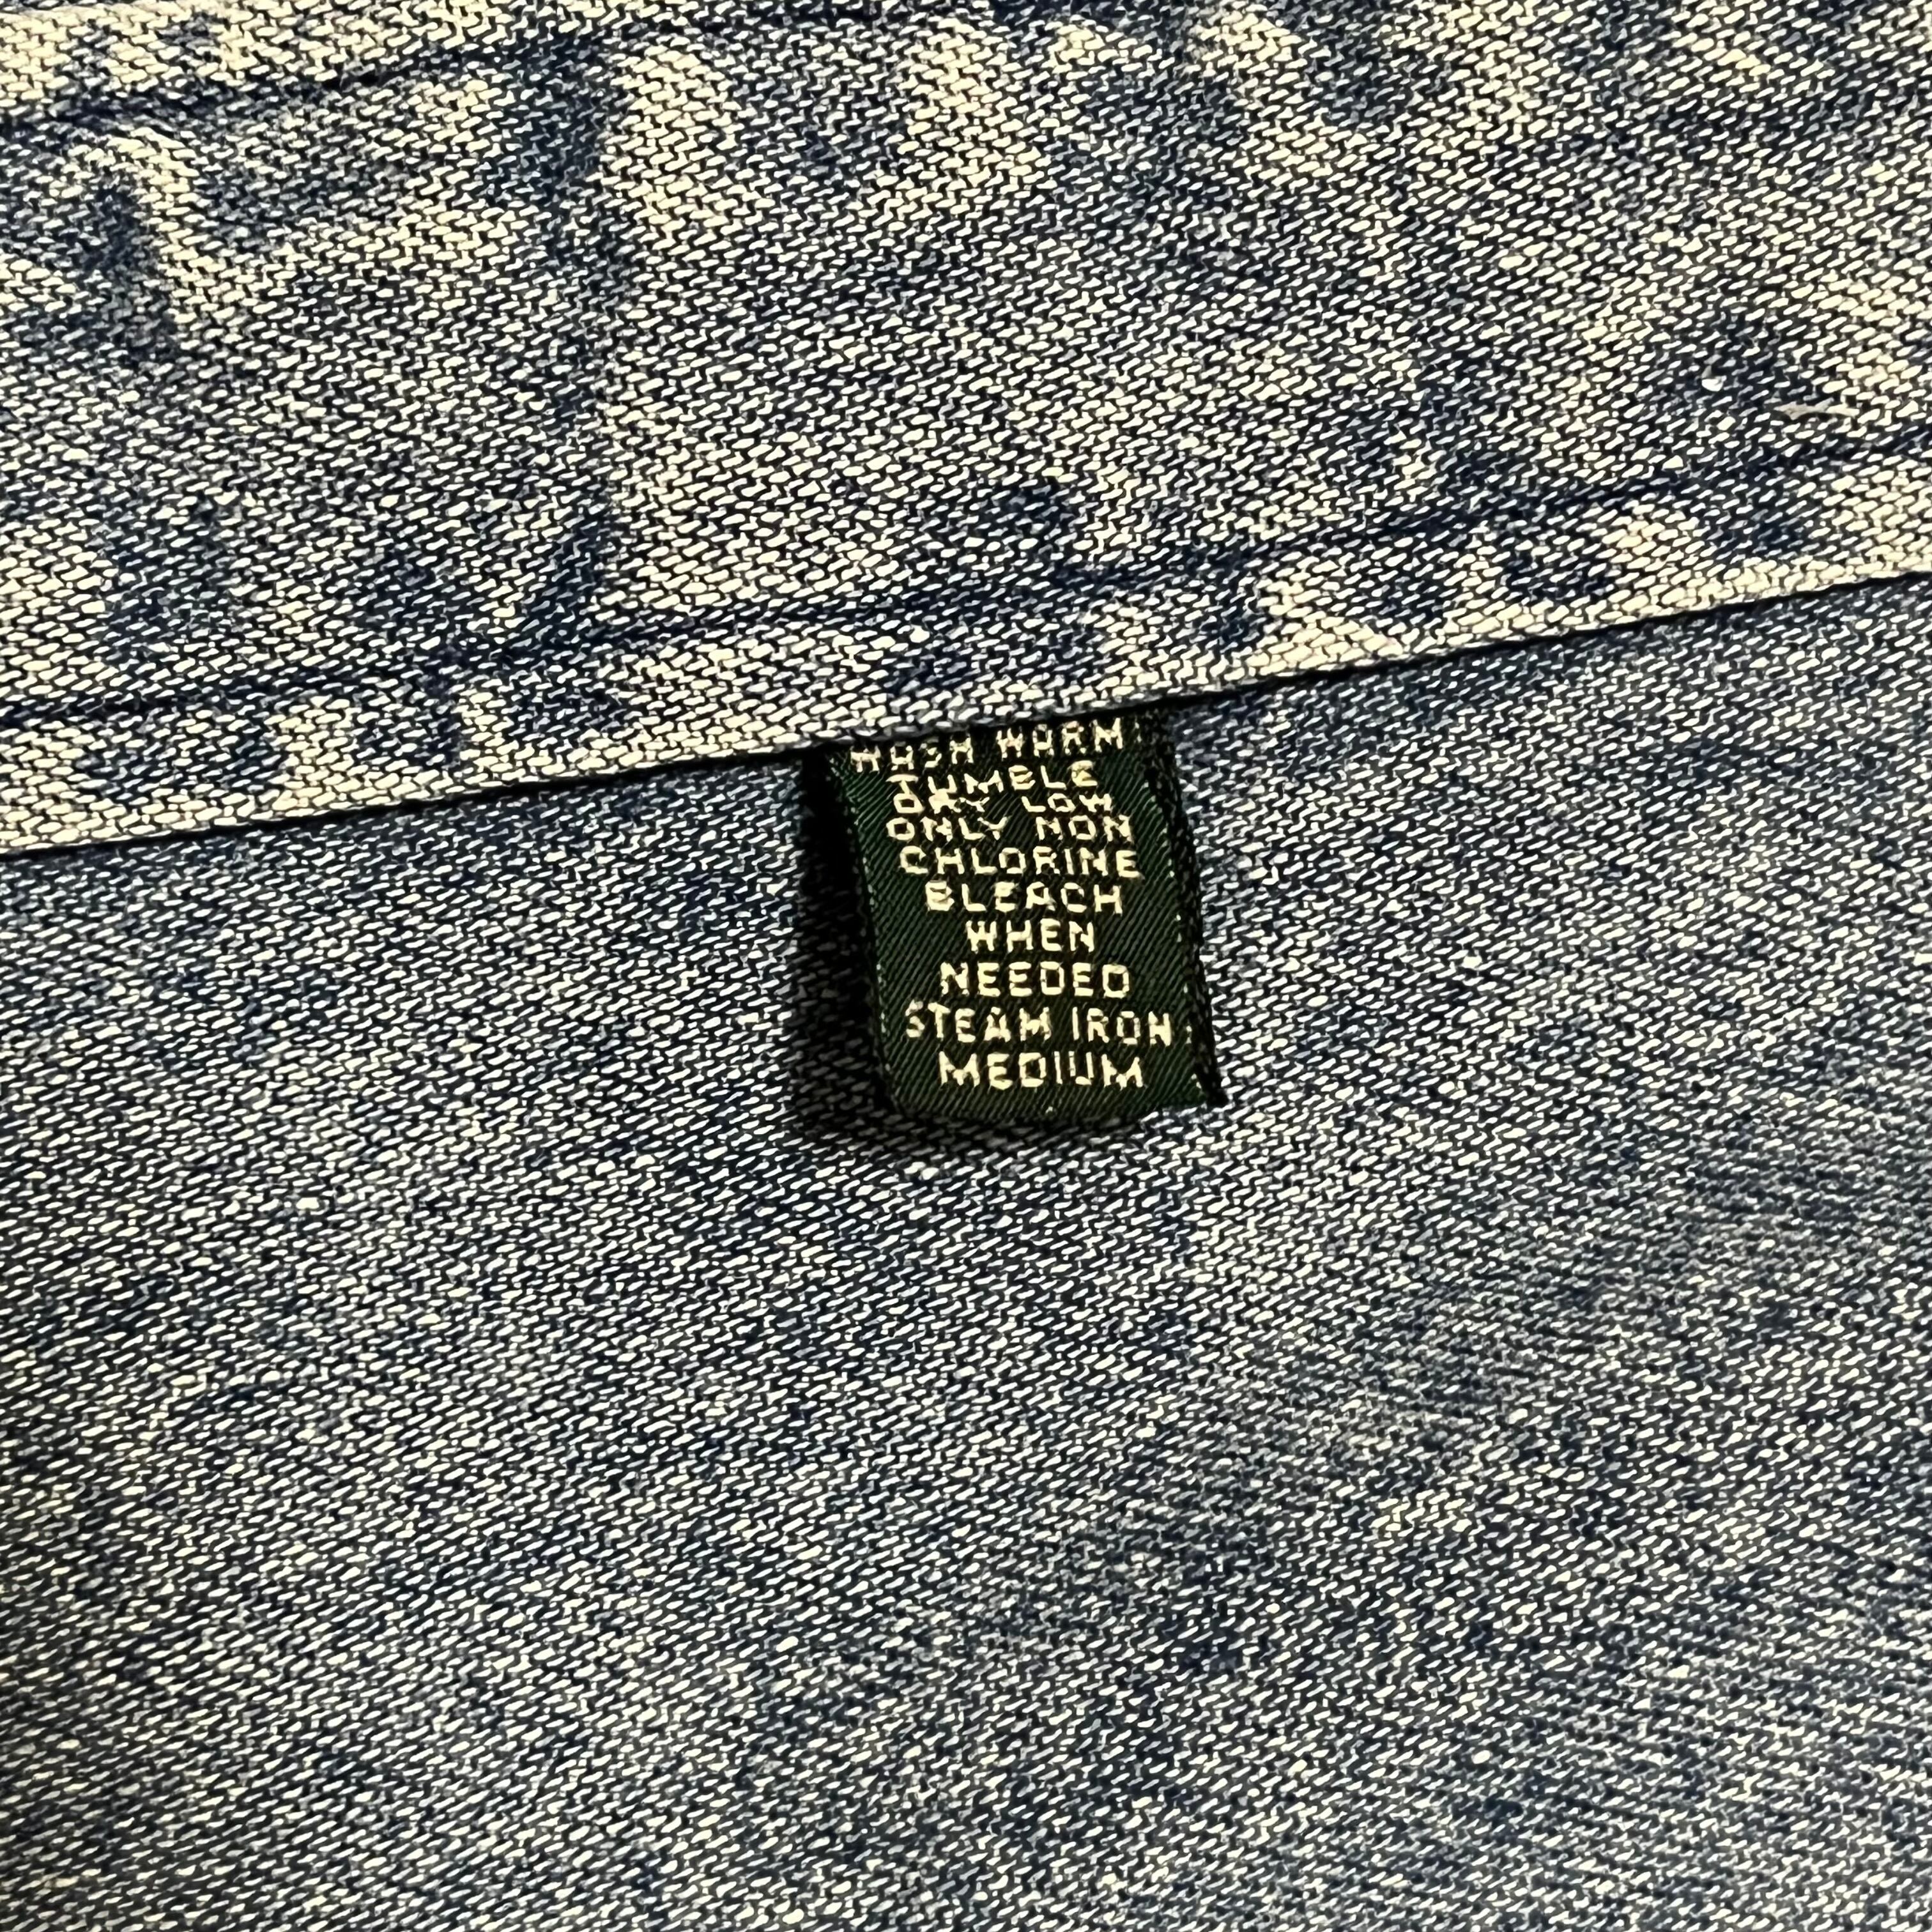 WASH WARM
TUMBLE
DRY LOW
ONLY NON
CHLORINE
BLEACH
WHEN
NEEDED
STEAM IRON
MEDIUM